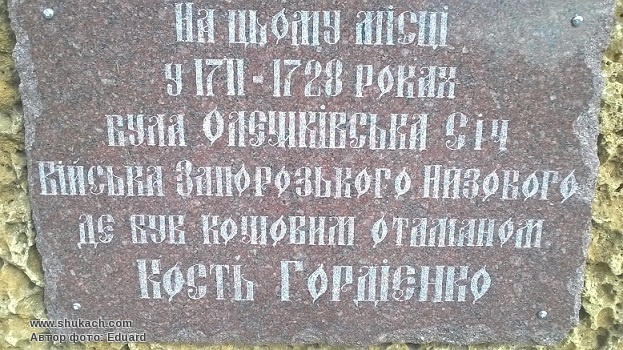 На цьому місці
у 1711-1728 роках
була Олешківська Січ
Війська Запорозького Низового
де був кошовим отаманом
Кость Гордієнко
www.shukach.com
Автор фото: Eduard